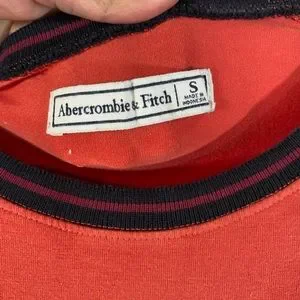 Abercrombie & Fitch
S
MADE IN
INDONESIA